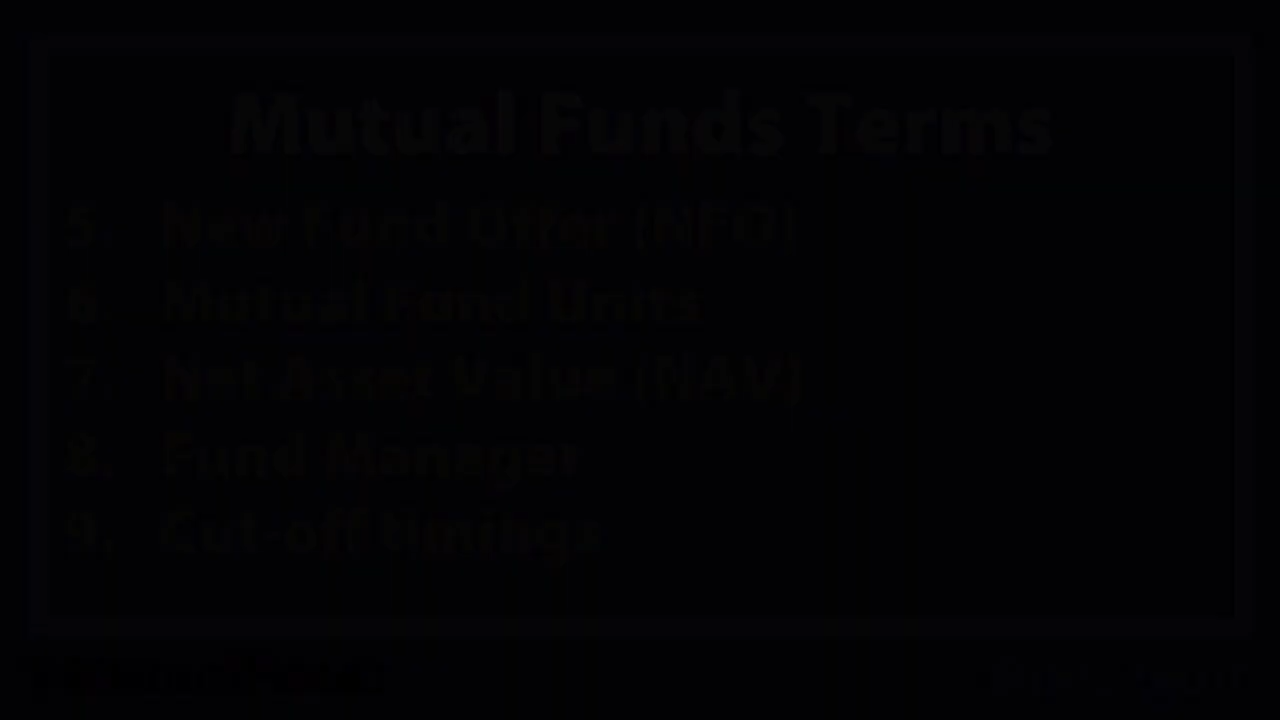 Mutual Funds Terms
5. New Fund Offer (NFO)
6. Mutual Fund Units
7. Net Asset Value (NAV)
8. Fund Manager
9. Cut-off timings